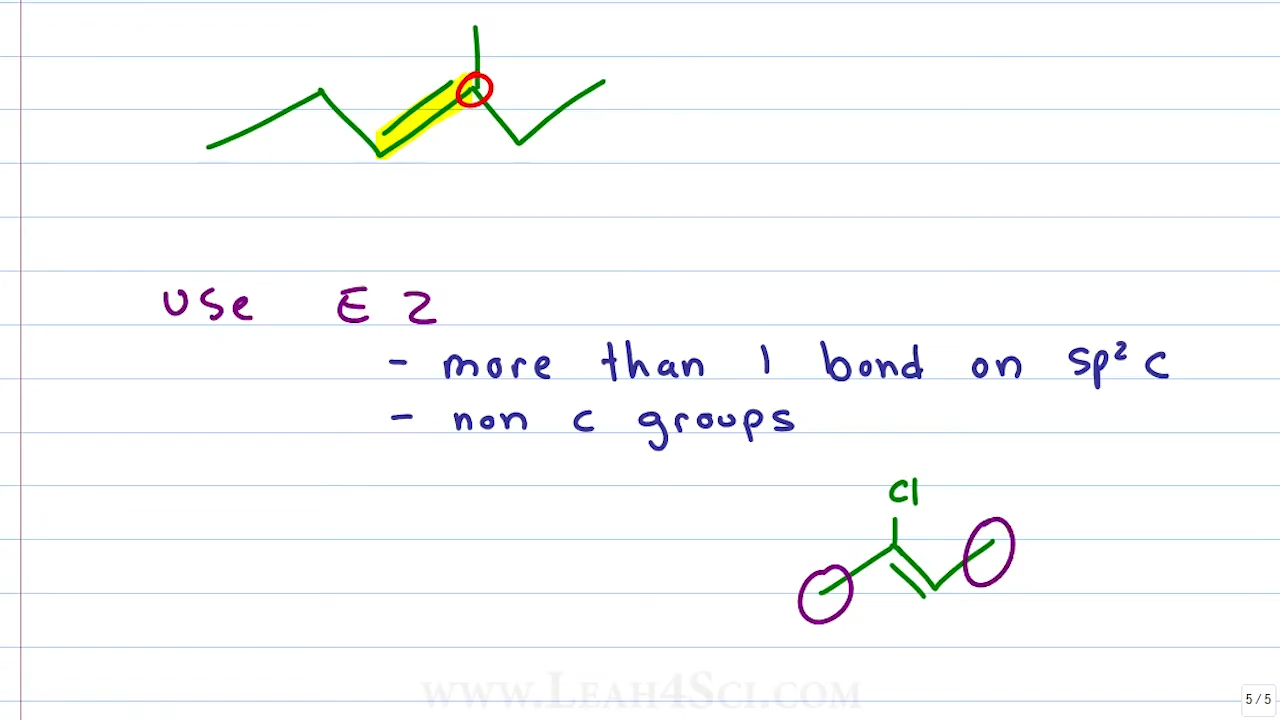 use E Z
- more than 1 bond on sp² c
- non c groups
Cl
www.Leah4Sci.com
5/5